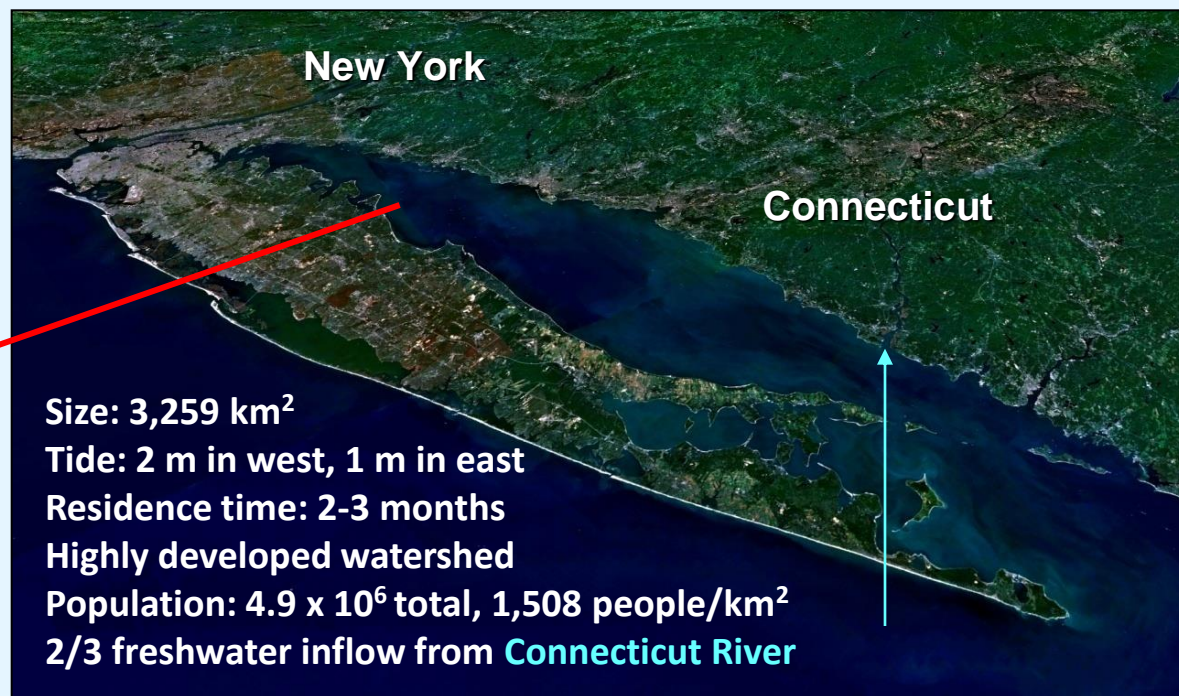 New York
Connecticut
Size: 3,259 km²
Tide: 2 m in west, 1 m in east
Residence time: 2-3 months
Highly developed watershed
Population: 4.9 x 10⁶ total, 1,508 people/km²
2/3 freshwater inflow from Connecticut River